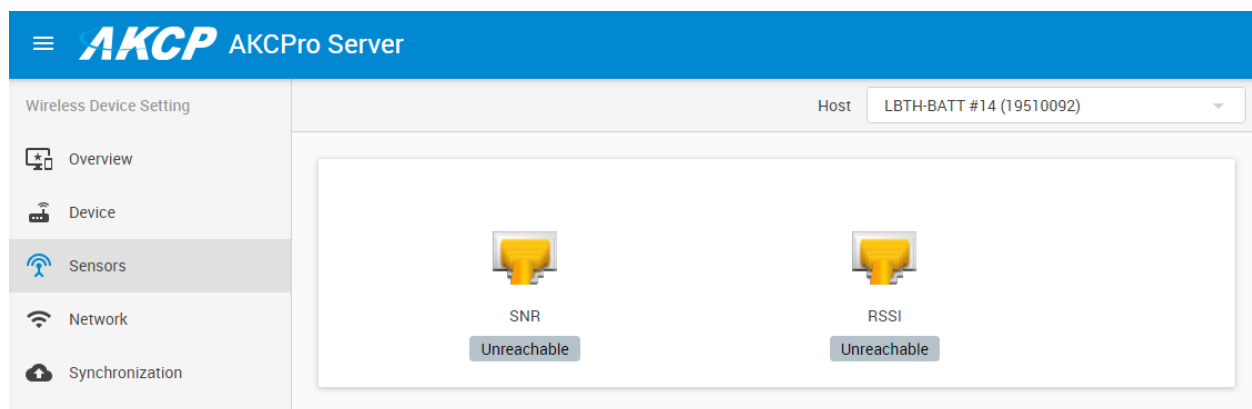 AKCP AKCPro Server
Wireless Device Setting
Host LBTH-BATT #14 (19510092)
Overview
Device
Sensors
Network
Synchronization
SNR RSSI
Unreachable Unreachable